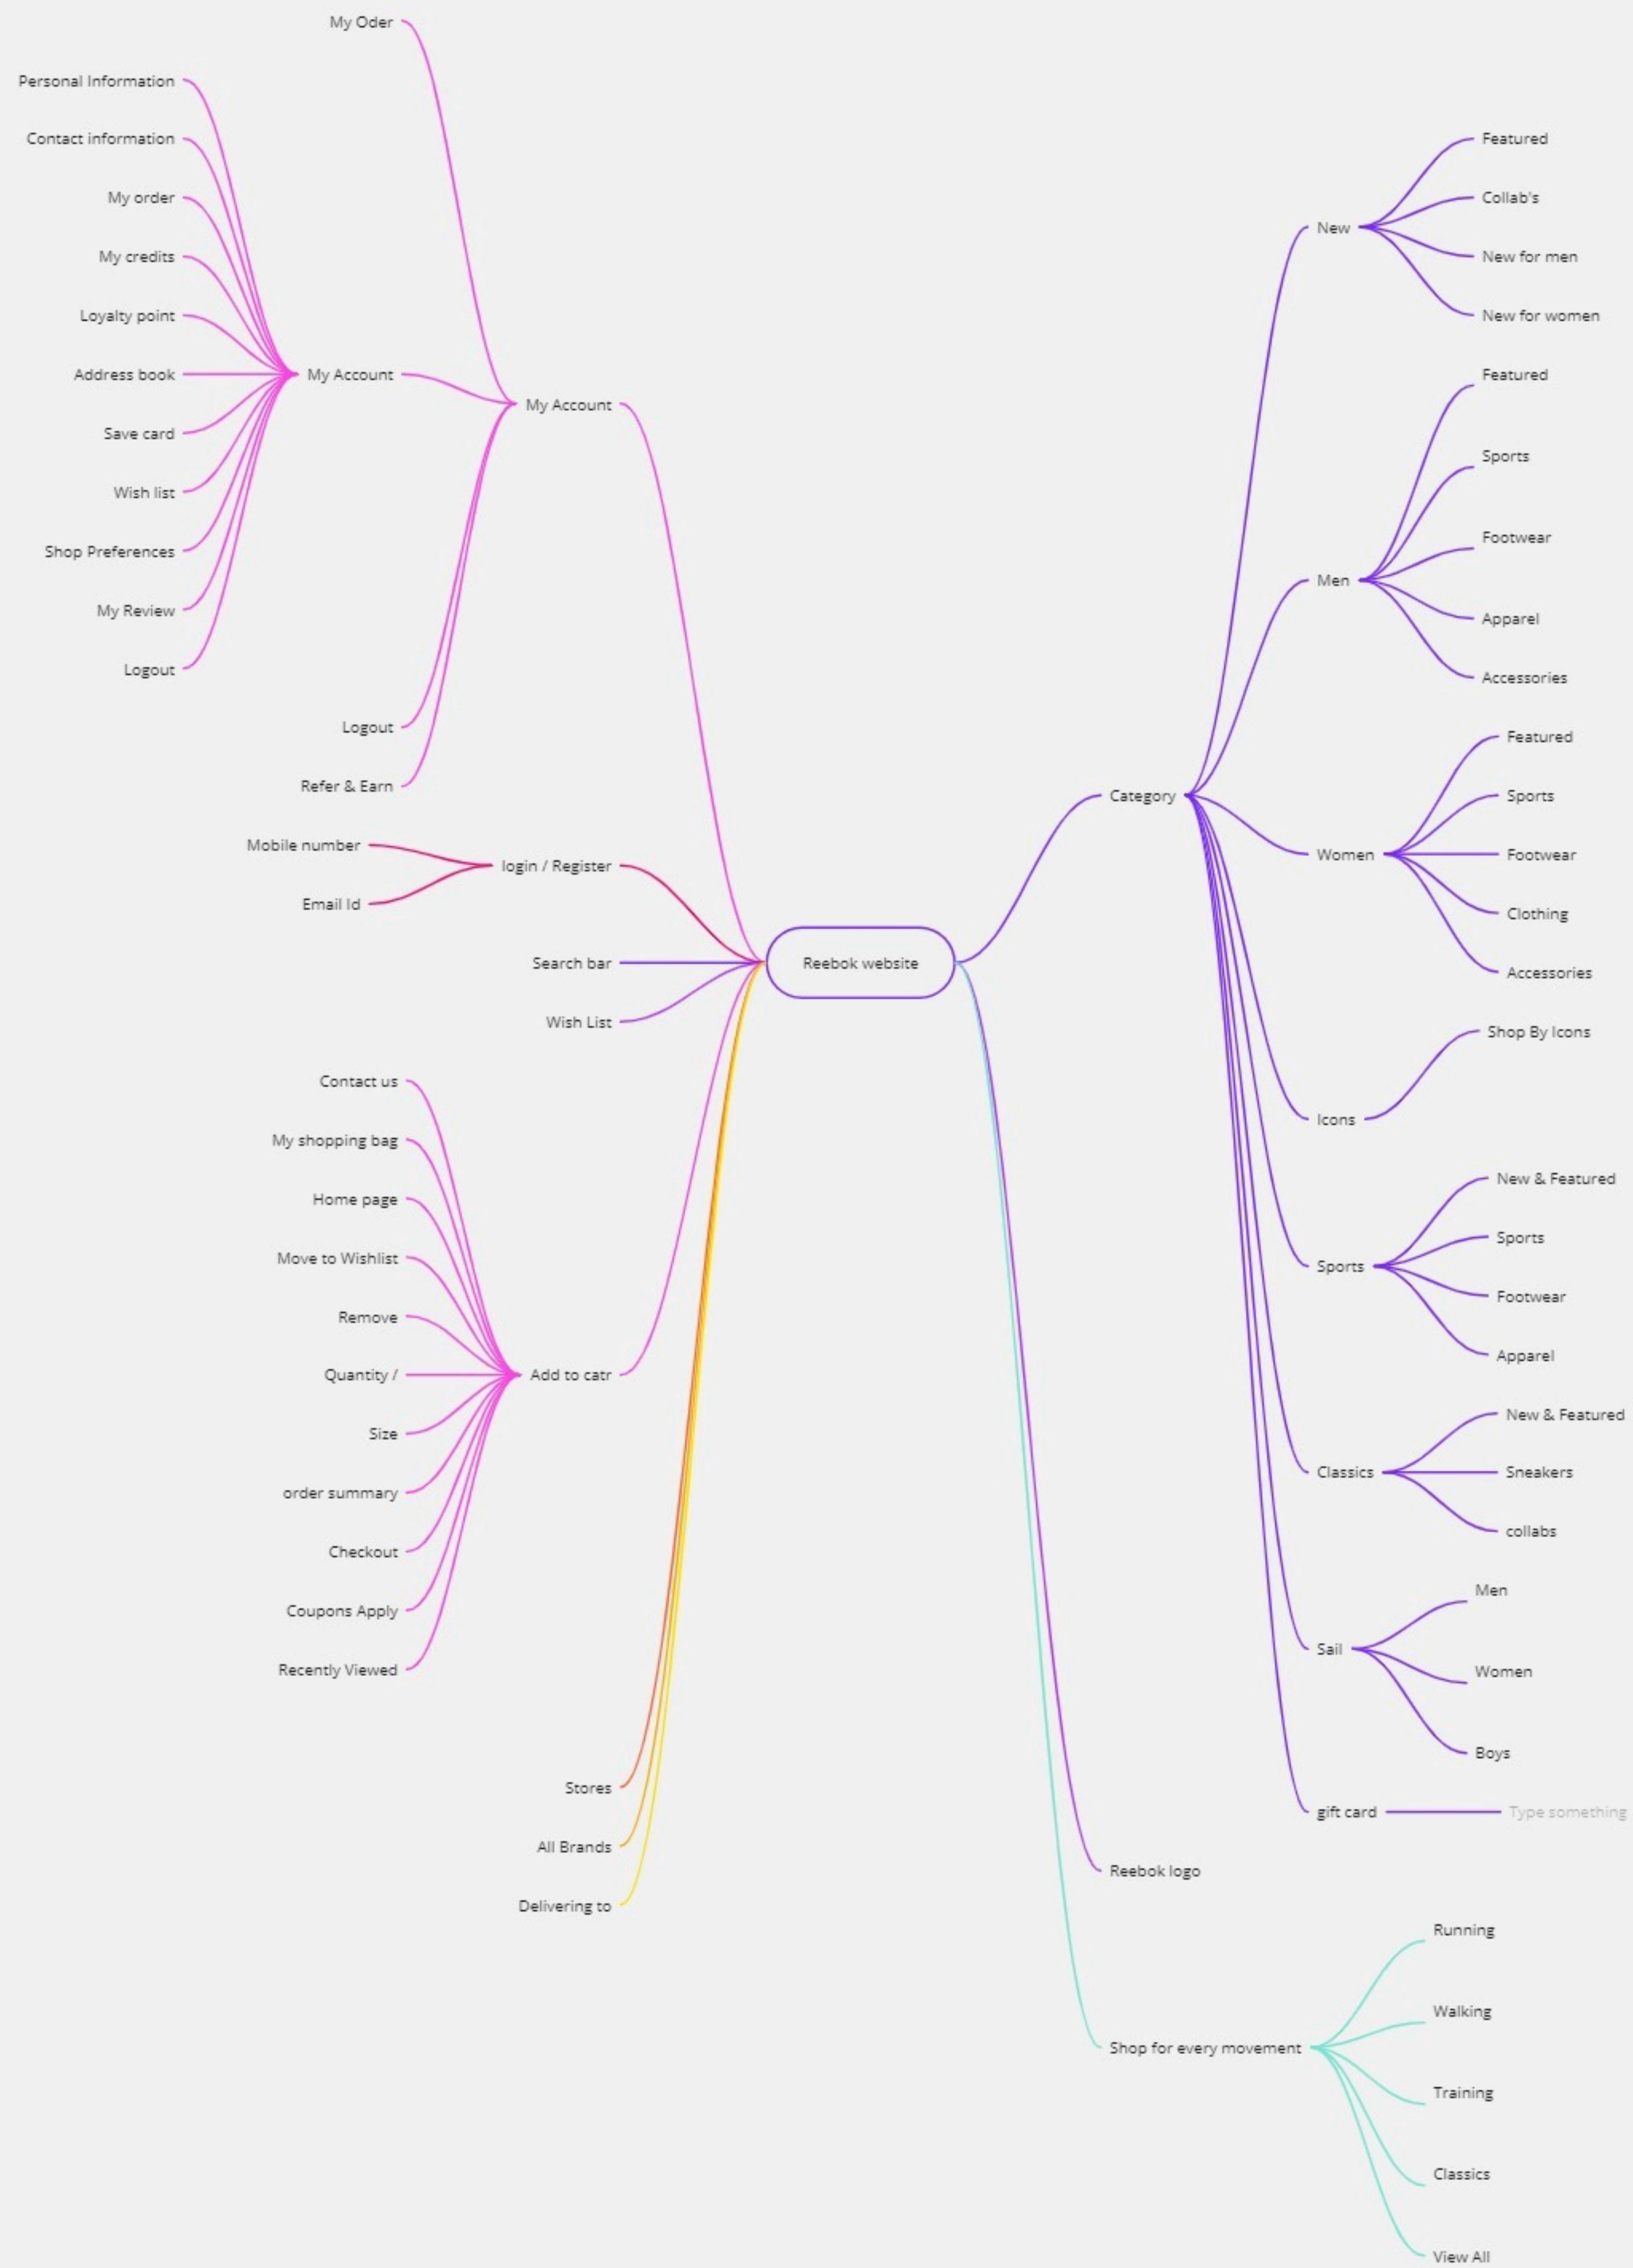 My Oder
Personal Information
Contact information
My order
My credits
Loyalty point
Address book
Save card
Wish list
Shop Preferences
My Review
Logout
My Account
My Account
Logout
Refer & Earn
Mobile number
Email Id
login / Register
Search bar
Wish List
Contact us
My shopping bag
Home page
Move to Wishlist
Remove
Quantity /
Size
order summary
Checkout
Coupons Apply
Recently Viewed
Add to catr
Stores
All Brands
Delivering to
Reebok website
Category
New
Featured
Collab's
New for men
New for women
Men
Featured
Sports
Footwear
Apparel
Accessories
Women
Featured
Sports
Footwear
Clothing
Accessories
Icons
Shop By Icons
Sports
New & Featured
Sports
Footwear
Apparel
Classics
New & Featured
Sneakers
collabs
Sail
Men
Women
Boys
gift card
Type something
Reebok logo
Shop for every movement
Running
Walking
Training
Classics
View All